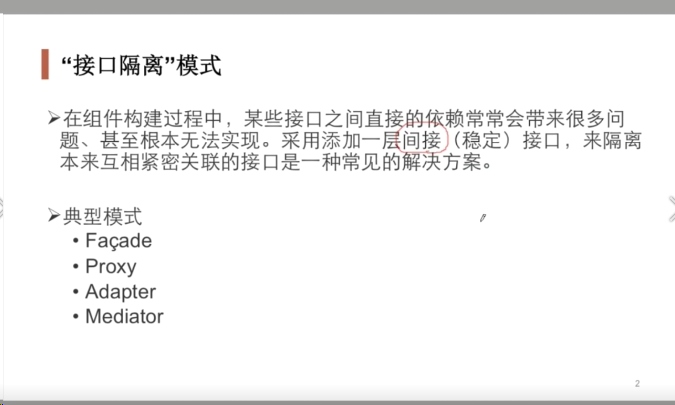 “接口隔离”模式
➢在组件构建过程中，某些接口之间直接的依赖常常会带来很多问
题、甚至根本无法实现。采用添加一层间接（稳定）接口，来隔离
本来互相紧密关联的接口是一种常见的解决方案。
➢典型模式
• Façade
• Proxy
• Adapter
• Mediator
2